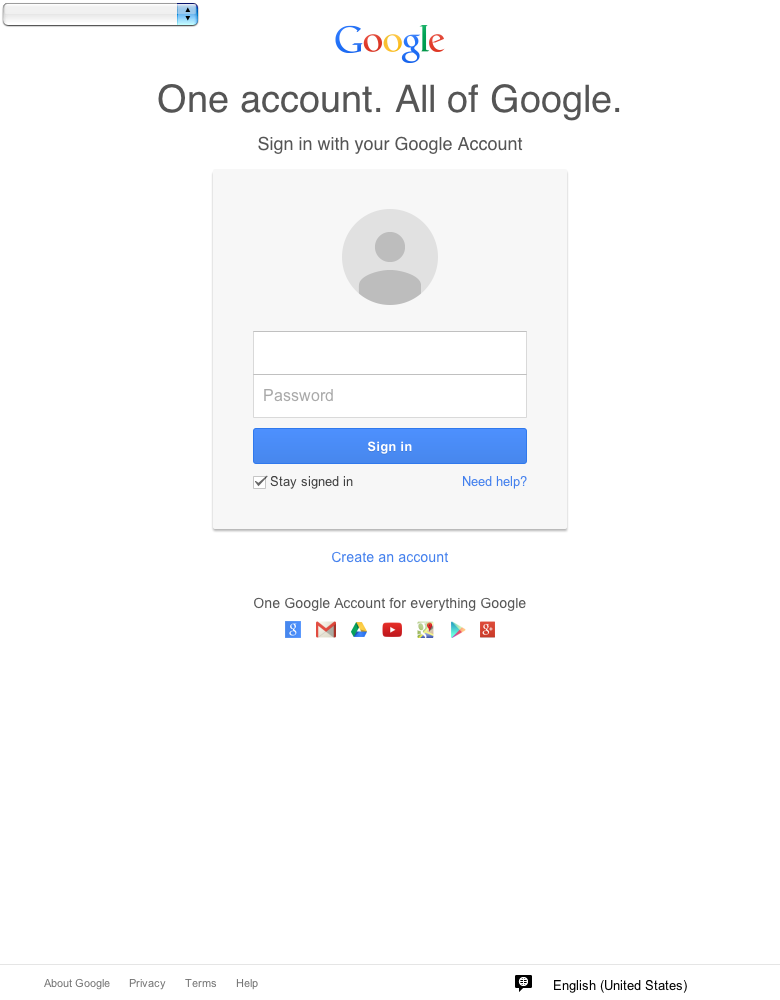 Google
One account. All of Google.
Sign in with your Google Account
Password
Sign in
Stay signed in Need help?
Create an account
One Google Account for everything Google
About Google Privacy Terms Help English (United States)